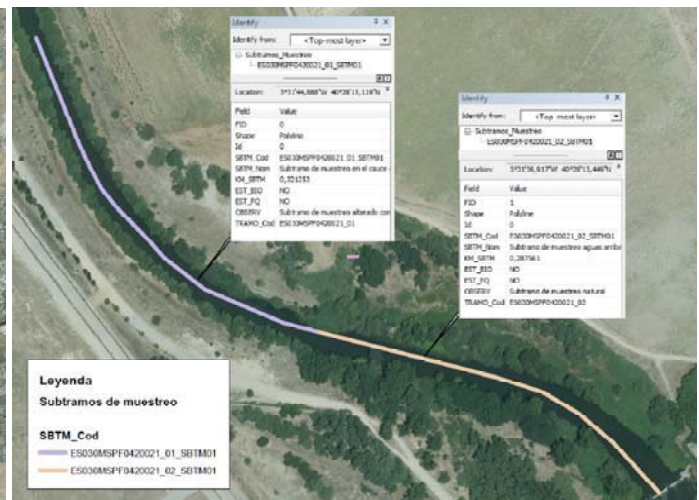 Identify
Identify from: <Top-most layer>
Subtramos_Muestreo
ES030MSPF0420021_01_SBTM01
Location:
Field Value
FID 0
Shape Polyline
Id 0
SBTM_Cod ES030MSPF0420021_01_SBTM01
SBTM_Nom Subtramo de muestreo en el cauce
KM_SBTM
EST_BIO NO
EST_FQ NO
OBSERV Subtramo de muestreo alterado con
TRAMO_Cod ES030MSPF0420021_01
Identify
Identify from: <Top-most layer>
Subtramos_Muestreo
ES030MSPF0420021_02_SBTM01
Location:
Field Value
FID 1
Shape Polyline
Id 0
SBTM_Cod ES030MSPF0420021_02_SBTM01
SBTM_Nom Subtramo de muestreo aguas arriba
KM_SBTM
EST_BIO NO
EST_FQ NO
OBSERV Subtramo de muestreo natural
TRAMO_Cod ES030MSPF0420021_02
Leyenda
Subtramos de muestreo
SBTM_Cod
ES030MSPF0420021_01_SBTM01
ES030MSPF0420021_02_SBTM01